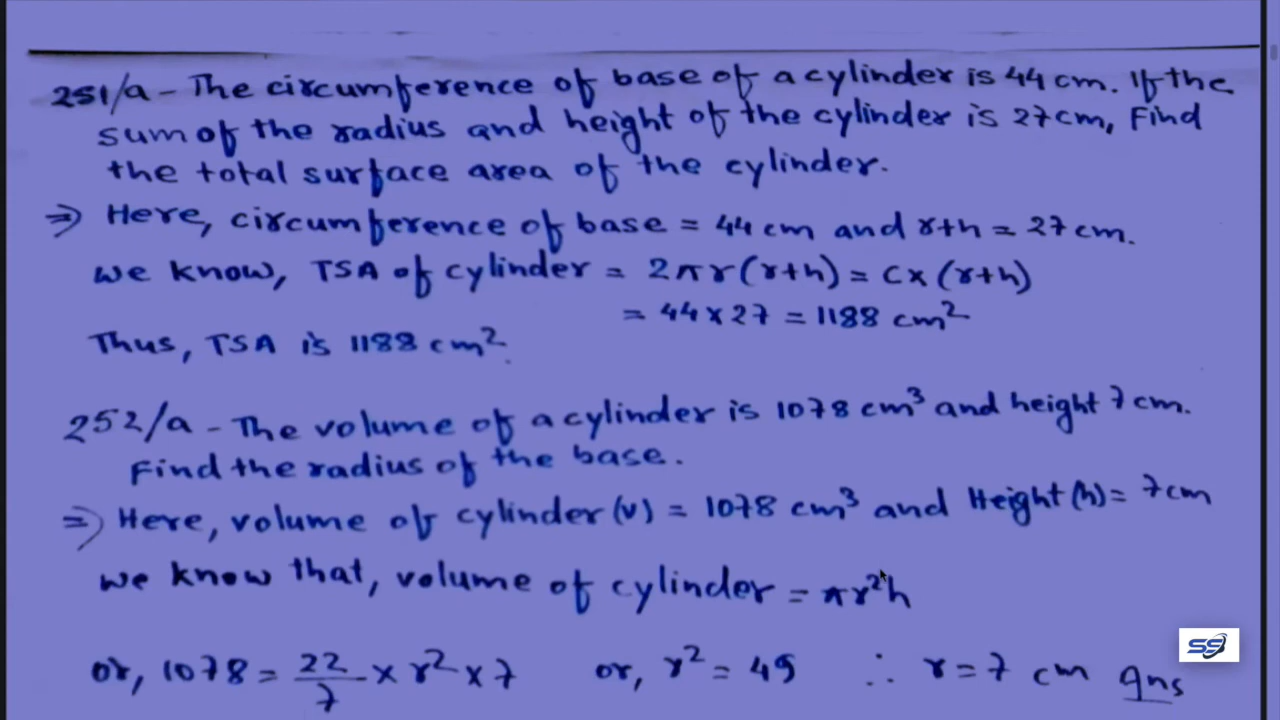 251/a - The circumference of base of a cylinder is 44 cm. If the
sum of the radius and height of the cylinder is 27cm, Find
the total surface area of the cylinder.
⇒ Here, circumference of base = 44 cm and r+h = 27 cm.
we know, TSA of cylinder = 2πr(r+h) = C×(r+h)
= 44×27 = 1188 cm²
Thus, TSA is 1188 cm².
252/a - The volume of a cylinder is 1078 cm³ and height 7 cm.
Find the radius of the base.
⇒ Here, volume of cylinder (v) = 1078 cm³ and Height (h) = 7cm
we know that, volume of cylinder = πr²h
or, 1078 = 22/7 × r² × 7 or, r² = 49 ∴ r = 7 cm Ans
SS